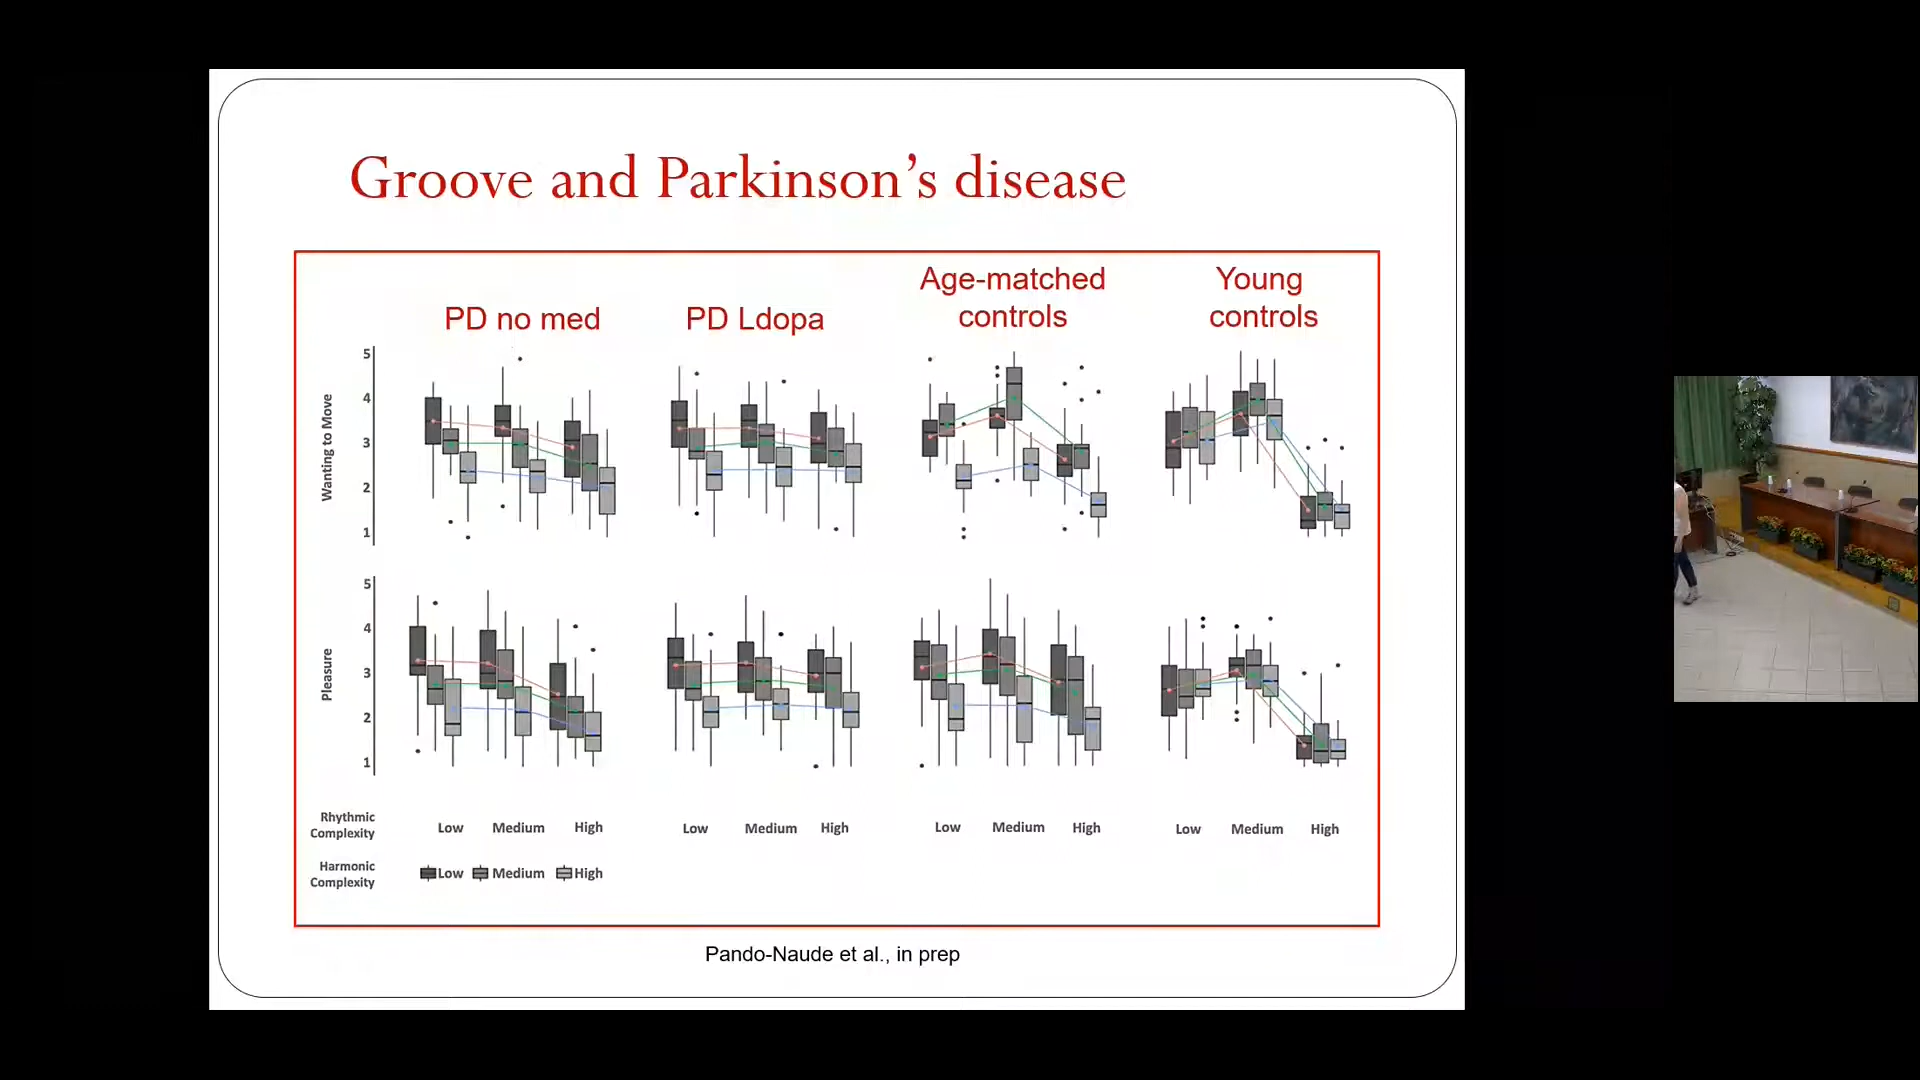 Groove and Parkinson's disease
PD no med
PD Ldopa
Age-matched
controls
Young
controls
Wanting to Move
5
4
3
2
1
Pleasure
5
4
3
2
1
Rhythmic
Complexity
Low Medium High
Low Medium High
Low Medium High
Low Medium High
Harmonic
Complexity
Low Medium High
Pando-Naude et al., in prep